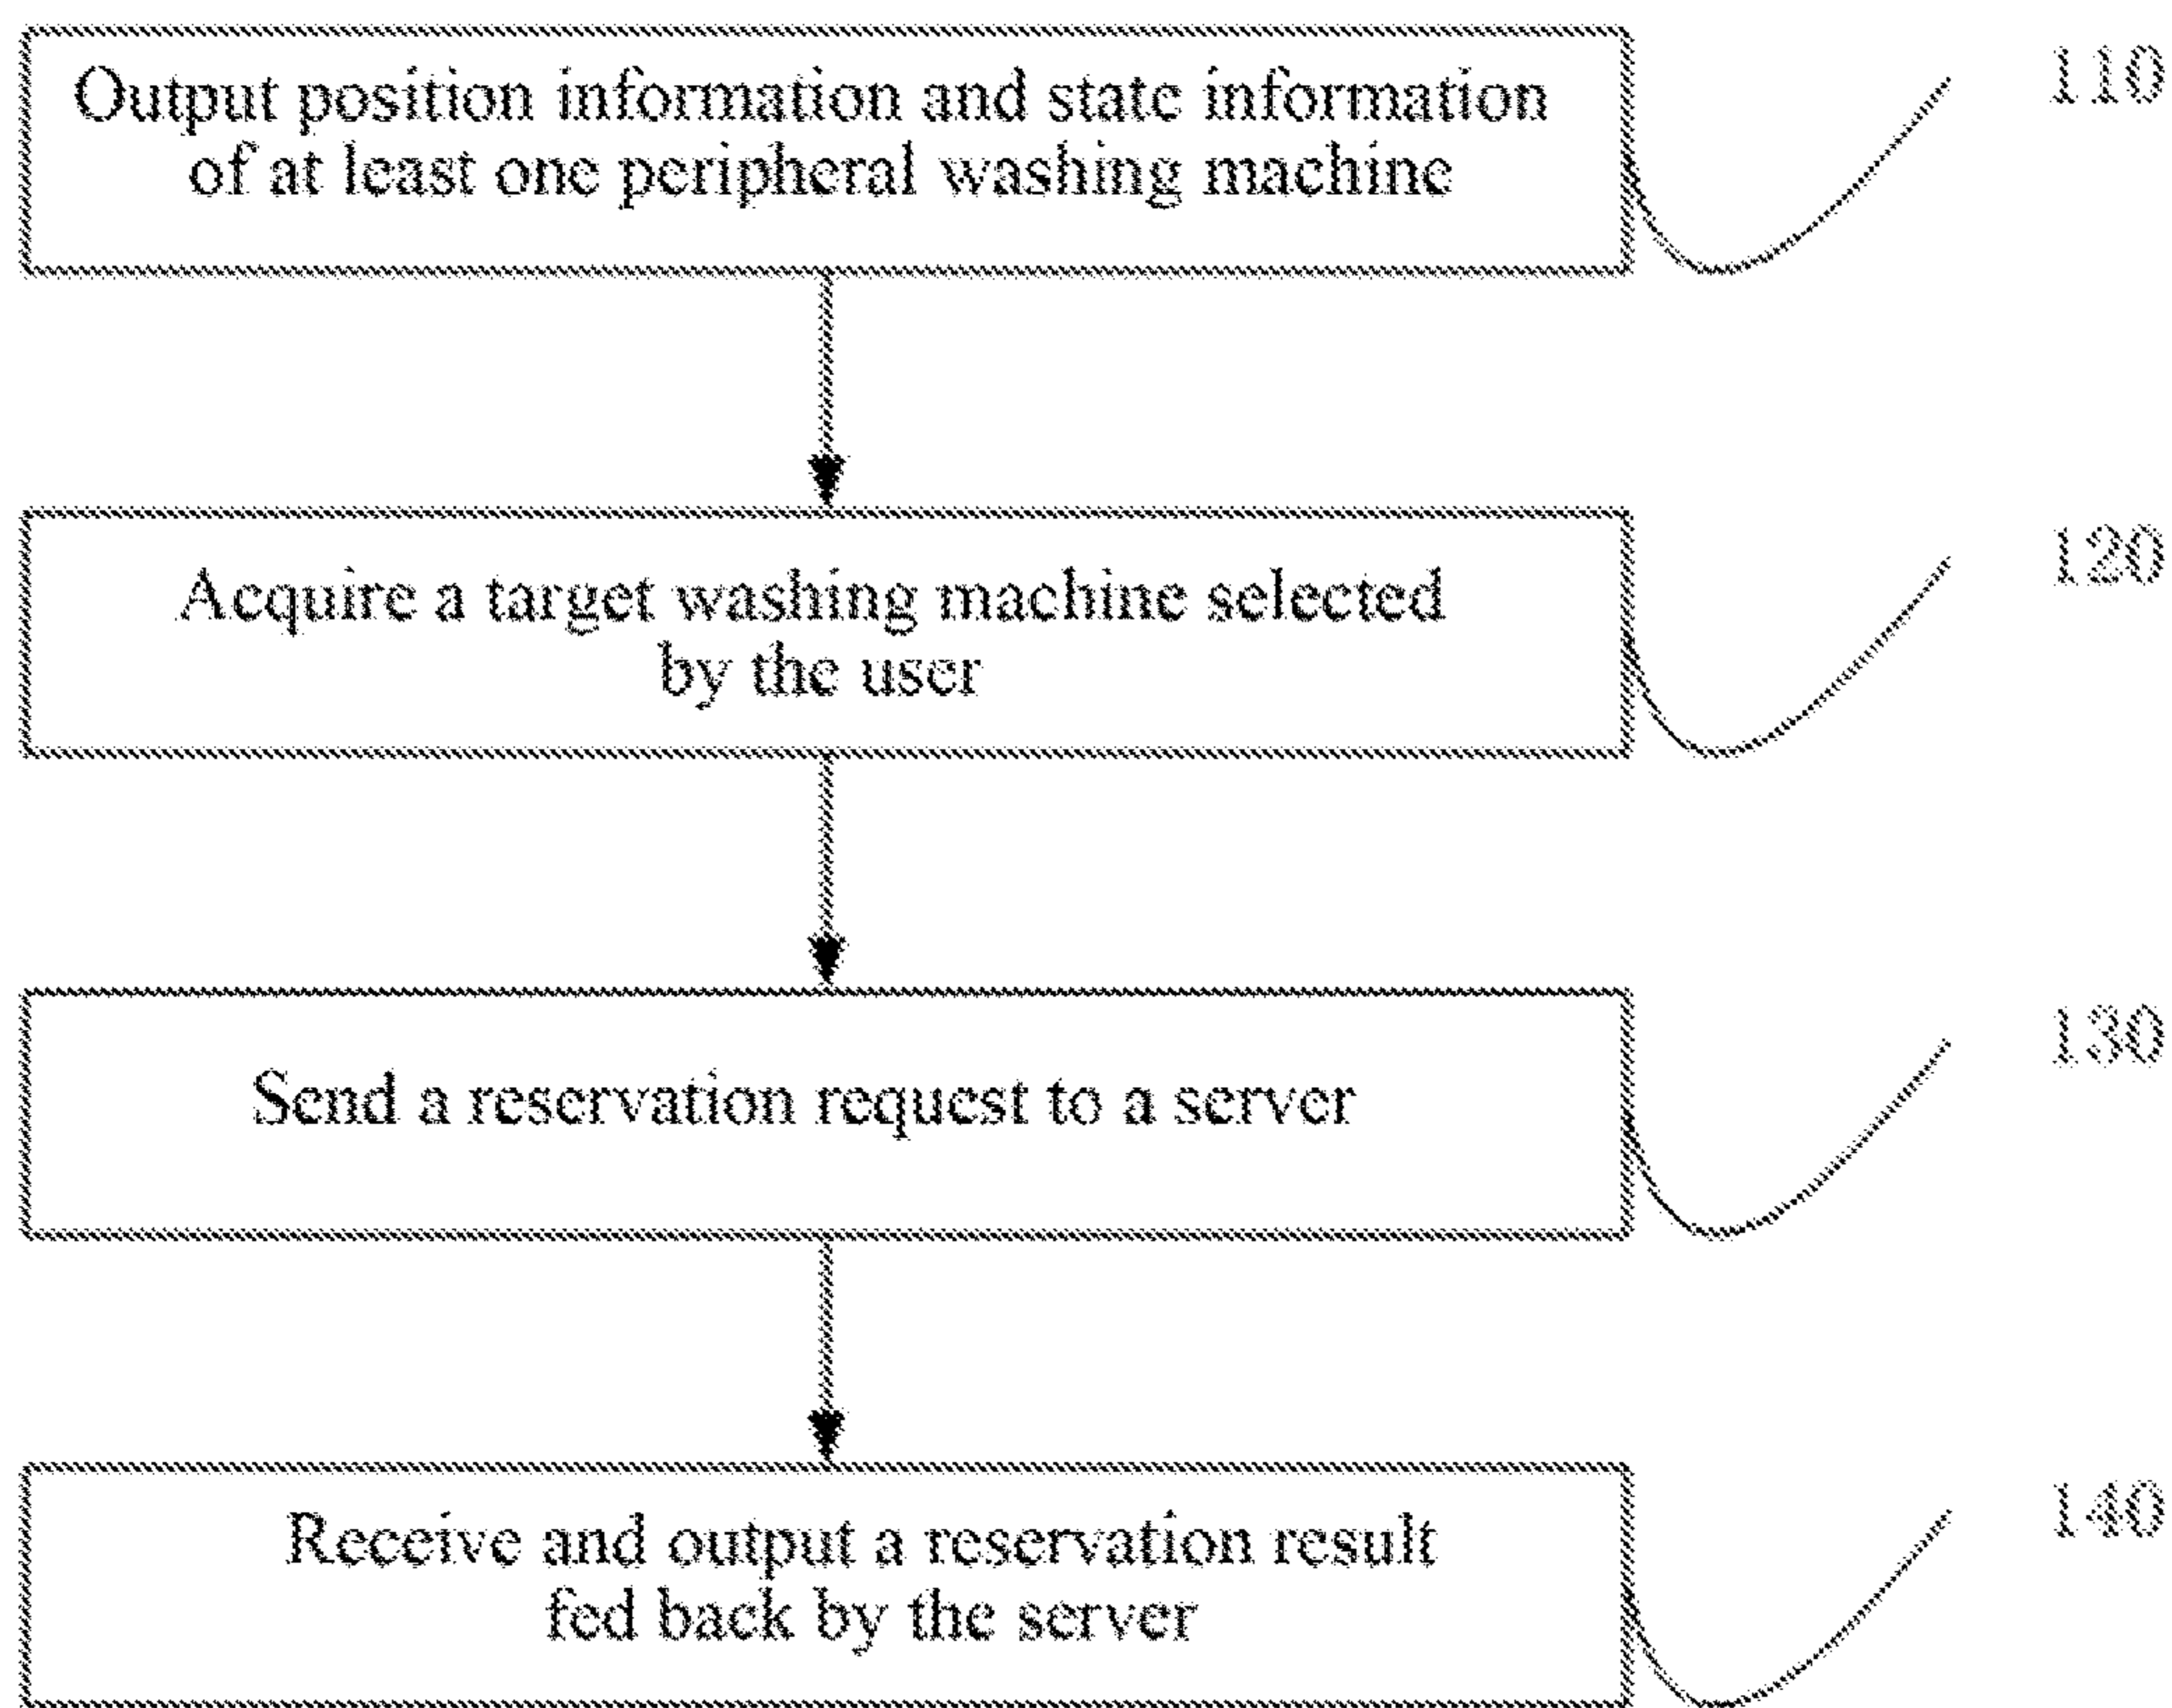 Output position information and state information
of at least one peripheral washing machine
110
Acquire a target washing machine selected
by the user
120
Send a reservation request to a server
130
Receive and output a reservation result
fed back by the server
140